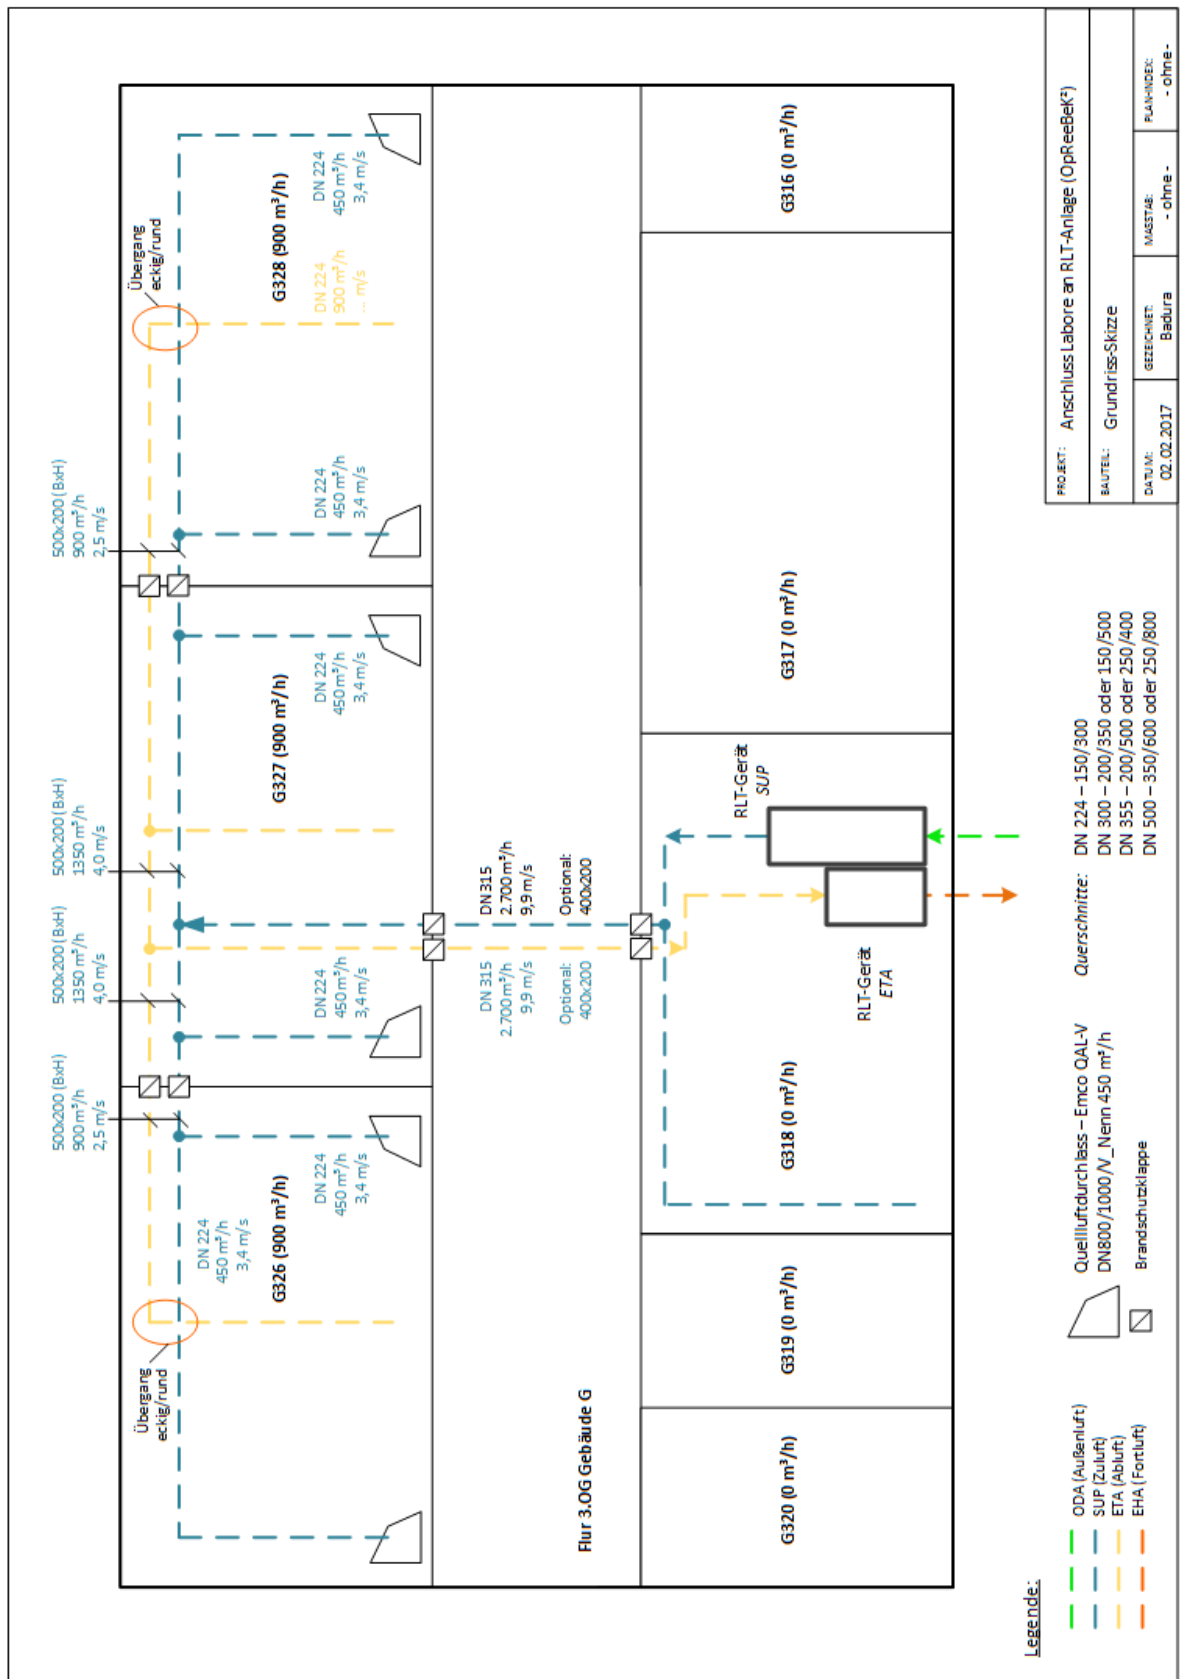 500x200 (BxH)
900 m³/h
2,5 m/s
500x200 (BxH)
1350 m³/h
4,0 m/s
500x200 (BxH)
1350 m³/h
4,0 m/s
500x200 (BxH)
900 m³/h
2,5 m/s
Übergang
eckig/rund
Übergang
eckig/rund
DN 224
450 m³/h
3,4 m/s
G326 (900 m³/h)
DN 224
450 m³/h
3,4 m/s
DN 224
450 m³/h
3,4 m/s
G327 (900 m³/h)
DN 224
450 m³/h
3,4 m/s
DN 224
450 m³/h
3,4 m/s
G328 (900 m³/h)
DN 224
900 m³/h
... m/s
DN 224
450 m³/h
3,4 m/s
Flur 3.OG Gebäude G
DN 315
2.700 m³/h
9,9 m/s
Optional:
400x200
DN315
2.700 m³/h
9,9 m/s
Optional:
400x200
G320 (0 m³/h)
G319 (0 m³/h)
G318 (0 m³/h)
RLT-Gerät
ETA
RLT-Gerät
SUP
G317 (0 m³/h)
G316 (0 m³/h)
Legende:
ODA (Außenluft)
SUP (Zuluft)
ETA (Abluft)
EHA (Fortluft)
Quellluftdurchlass – Emco QAL-V
DN800/1000/V_Nenn 450 m³/h
Brandschutzklappe
Querschnitte: DN 224 – 150/300
DN 300 – 200/350 oder 150/500
DN 355 – 200/500 oder 250/400
DN 500 – 350/600 oder 250/800
PROJEKT: Anschluss Labore an RLT-Anlage (OpReeBeK²)
BAUTEIL: Grundriss-Skizze
DATUM: 02.02.2017
GEZEICHNET: Badura
MASSTAB: - ohne -
PLAN-INDEX: - ohne -